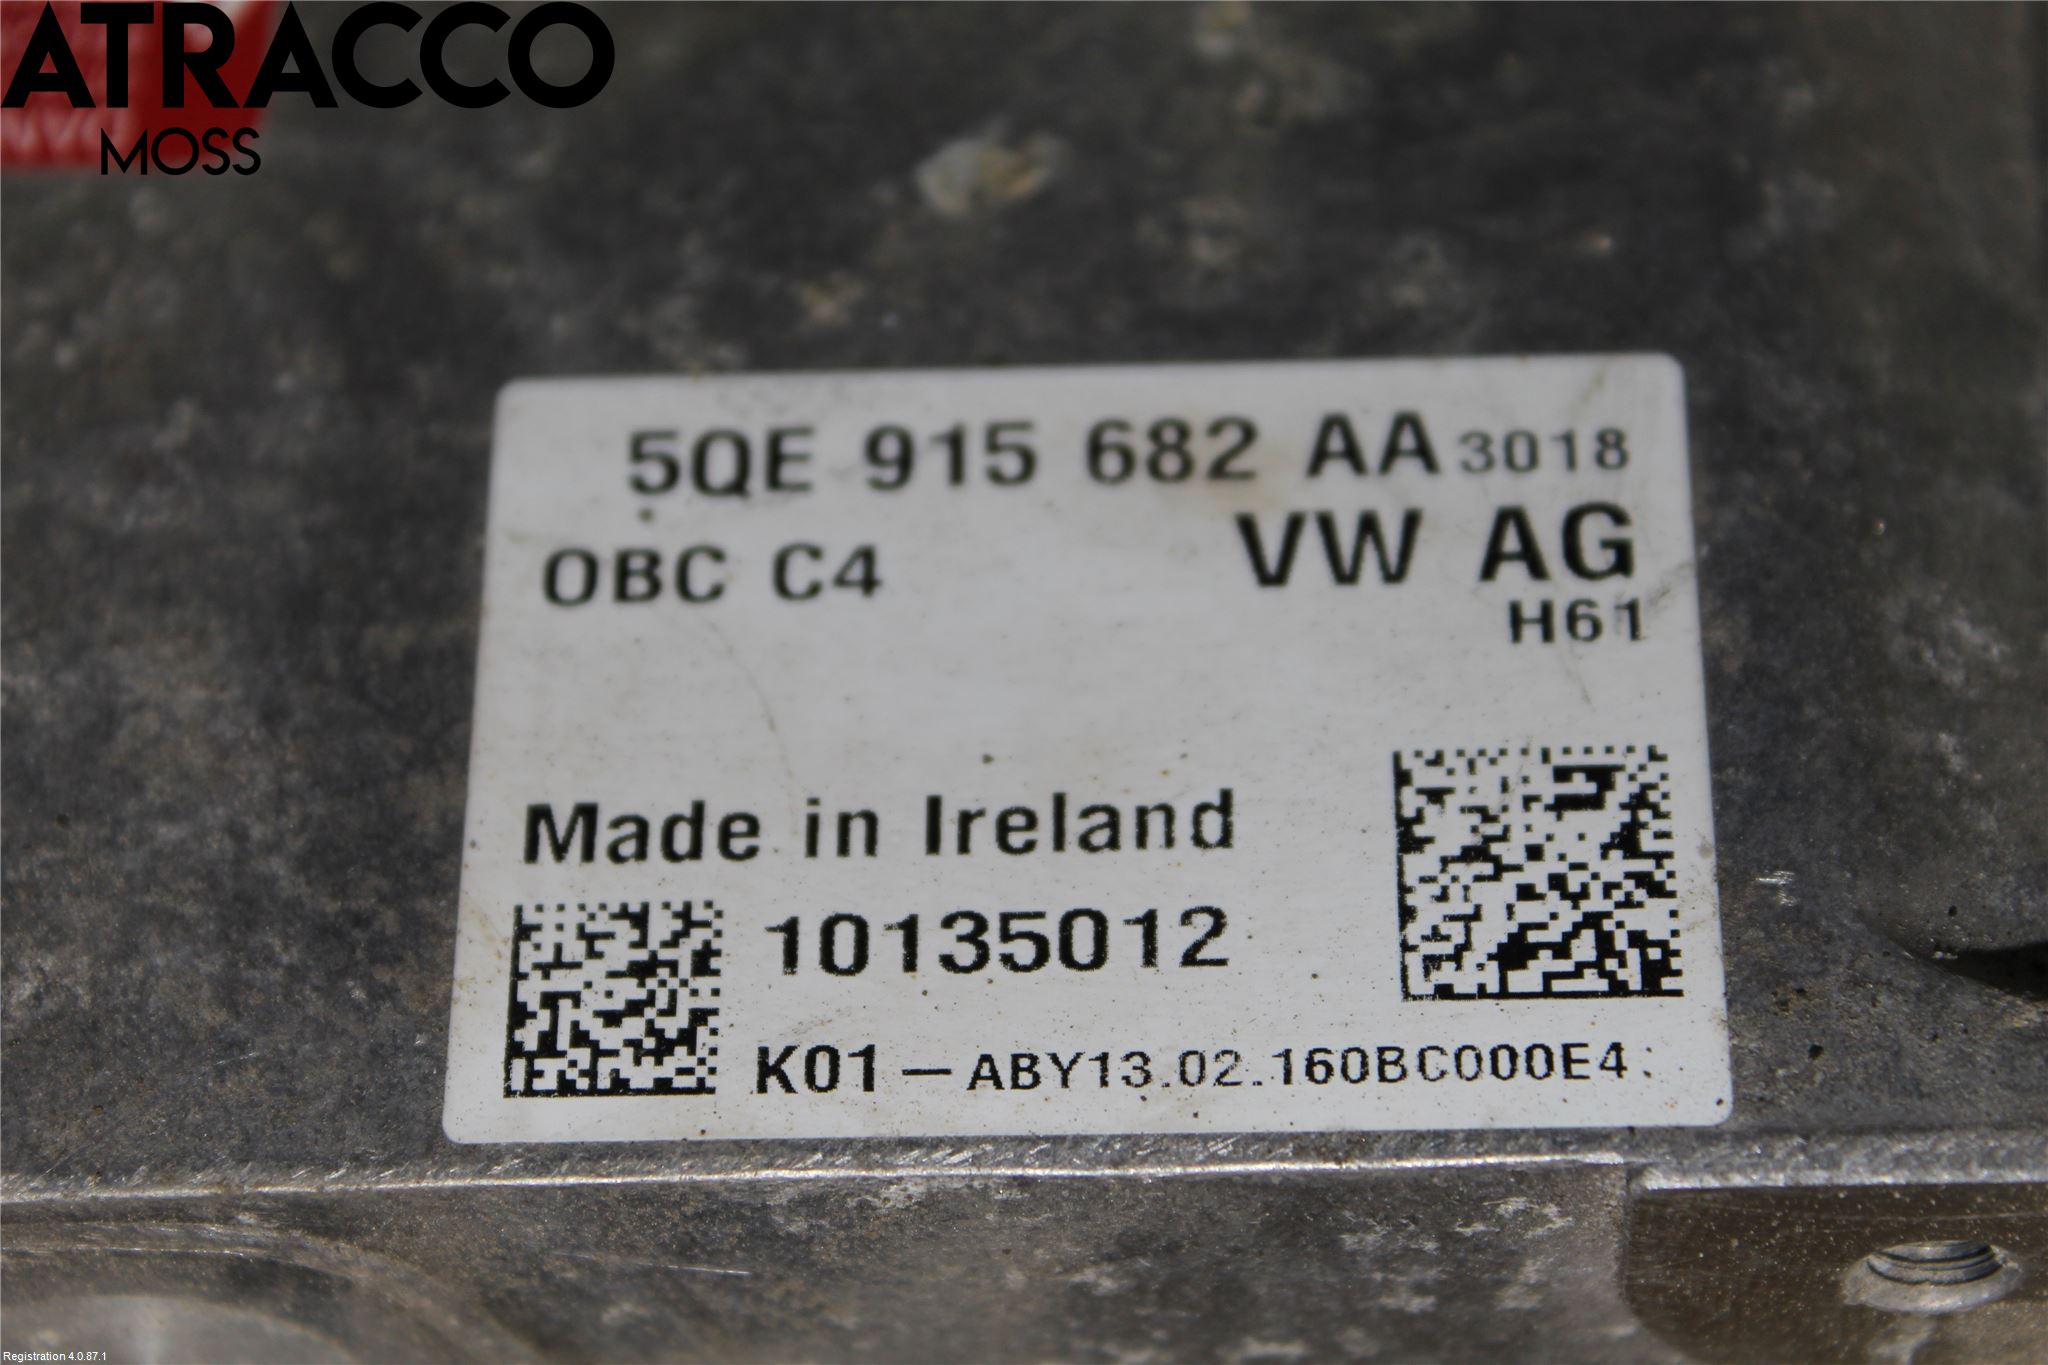 ATRACCO
MOSS
5QE 915 682 AA 3018
OBC C4 VW AG
H61
Made in Ireland
10135012
K01 — ABY13.02.160BC000E4
Registration 4.0.87.1